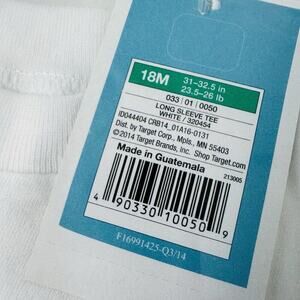 18M
31-32.5 in
23.5-26 lb
033 | 01 | 0050
LONG SLEEVE TEE
WHITE / 320454
ID044404 CRB14_01A16-0131
Dist. by Target Corp., Mpls., MN 55403
©2014 Target Brands, Inc. Shop Target.com
Made in Guatemala
213005
4 90330 10050 9
F16991425-Q3/14